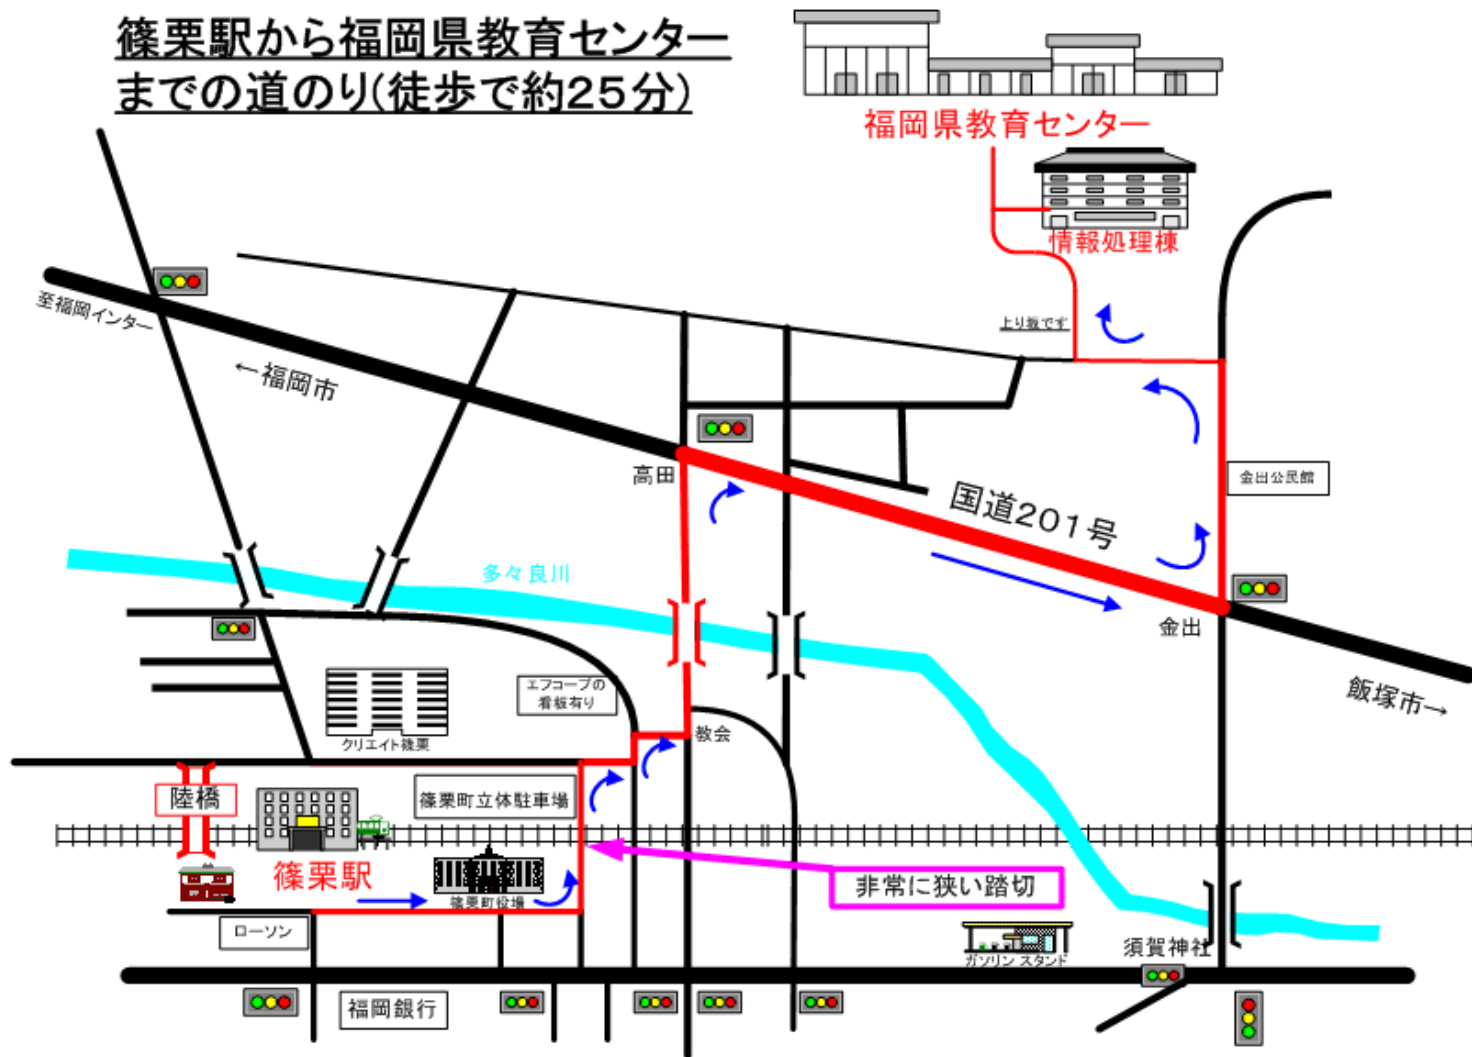 篠栗駅から福岡県教育センター
までの道のり(徒歩で約25分)
福岡県教育センター
情報処理棟
至福岡インター
←福岡市
上り坂です
高田
国道201号
金出公民館
多々良川
金出
飯塚市→
エフコープの
看板有り
クリエイト篠栗
教会
陸橋
篠栗町立体駐車場
篠栗駅
篠栗町役場
非常に狭い踏切
ローソン
ガソリン スタンド
須賀神社
福岡銀行